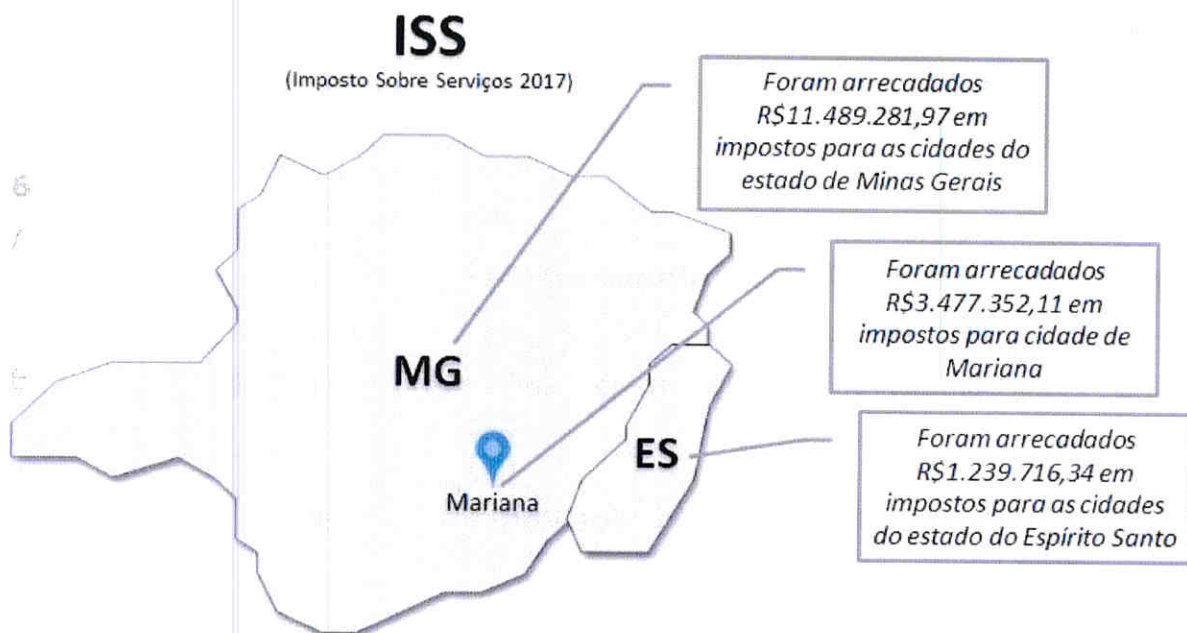 ISS
(Imposto Sobre Serviços 2017)
Foram arrecadados
R$11.489.281,97 em
impostos para as cidades do
estado de Minas Gerais
6
/
Foram arrecadados
R$3.477.352,11 em
impostos para cidade de
Mariana
MG
ES
Mariana
Foram arrecadados
R$1.239.716,34 em
impostos para as cidades
do estado do Espírito Santo